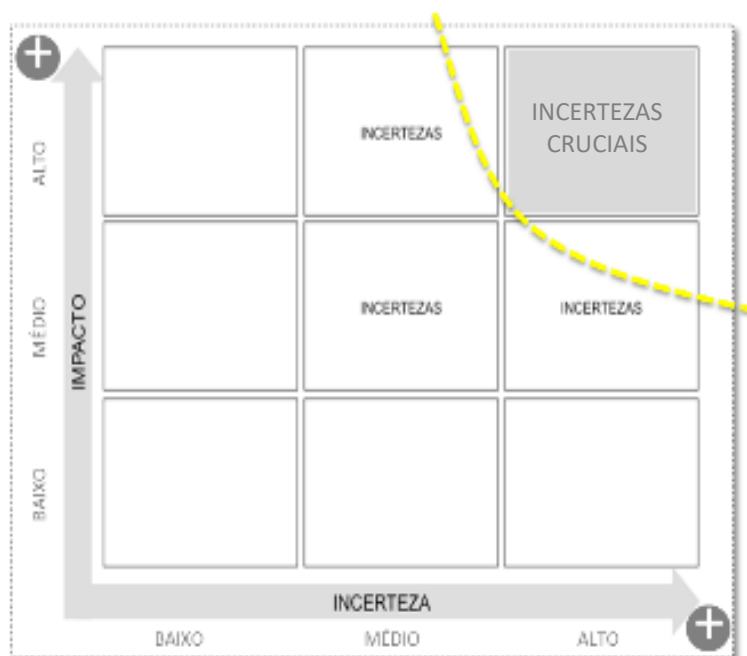 ALTO
INCERTEZAS
INCERTEZAS
CRUCIAIS
MÉDIO
IMPACTO
INCERTEZAS
INCERTEZAS
BAIXO
INCERTEZA
BAIXO
MÉDIO
ALTO